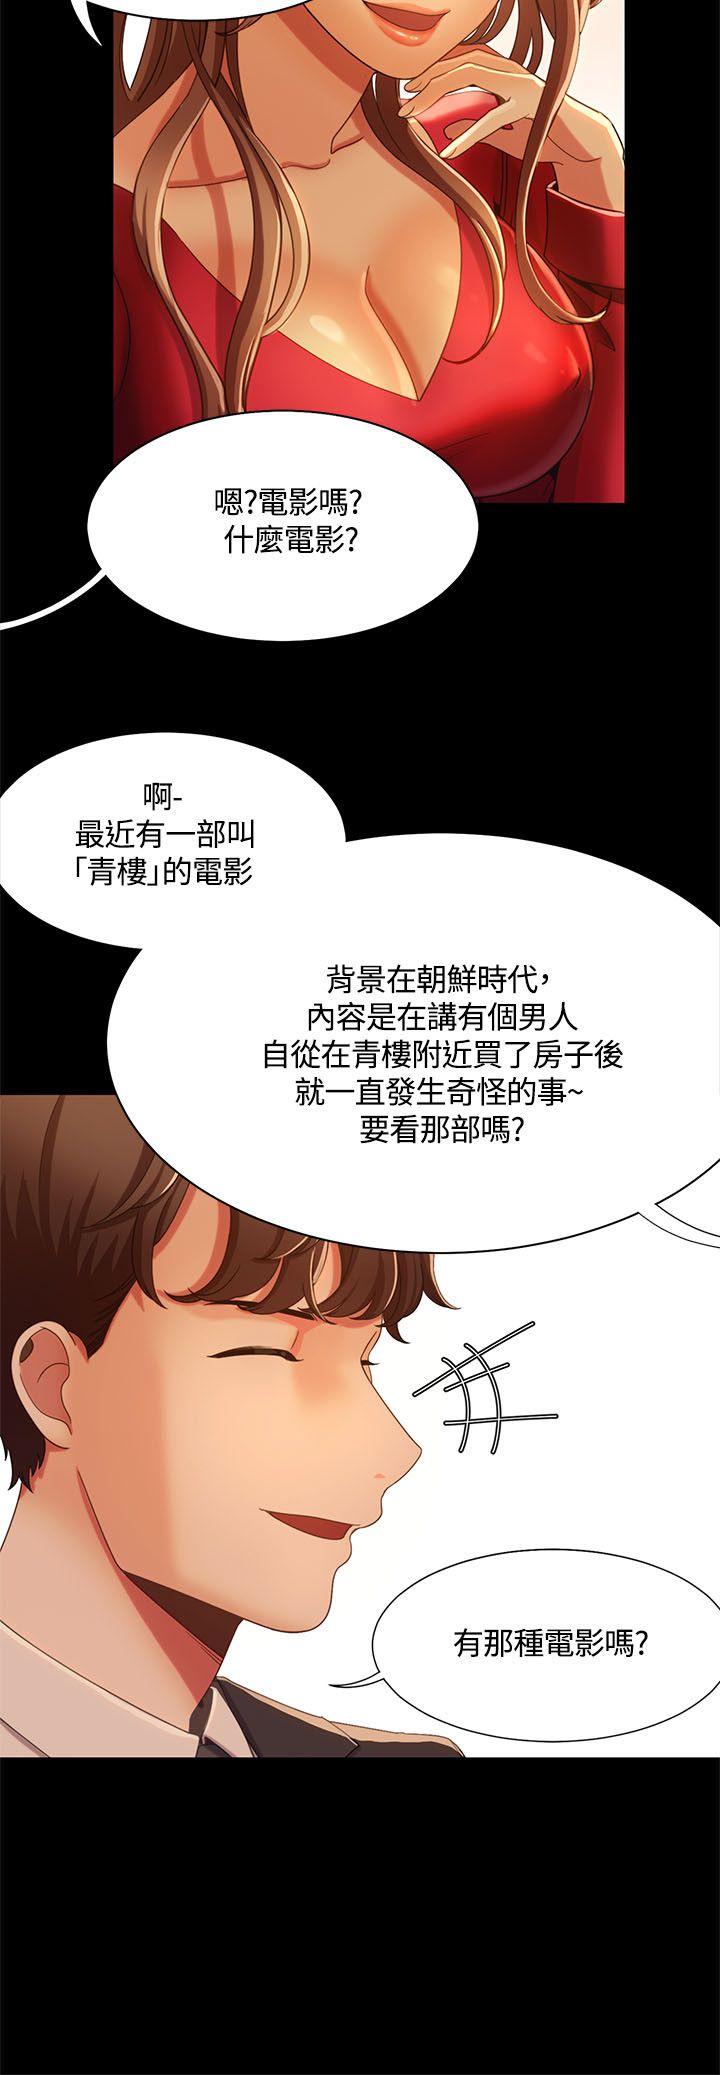 嗯?電影嗎?
什麼電影?
啊-
最近有一部叫
「青樓」的電影
背景在朝鮮時代,
內容是在講有個男人
自從在青樓附近買了房子後
就一直發生奇怪的事~
要看那部嗎?
有那種電影嗎?